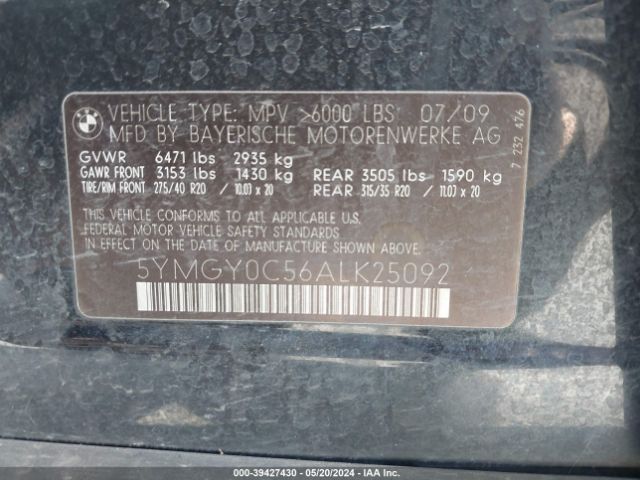 BMW
VEHICLE TYPE: MPV >6000 LBS 07/09
MFD BY BAYERISCHE MOTORENWERKE AG
GVWR 6471 lbs 2935 kg
GAWR FRONT 3153 lbs 1430 kg REAR 3505 lbs 1590 kg
TIRE/RIM FRONT 275/40 R20 / 10.0J x 20 REAR 315/35 R20 / 11.0J x 20
THIS VEHICLE CONFORMS TO ALL APPLICABLE U.S.
FEDERAL MOTOR VEHICLE SAFETY STANDARDS
IN EFFECT ON THE DATE OF MANUFACTURE SHOWN ABOVE.
5YMGY0C56ALK25092
7 232 476
000-39427430 - 05/20/2024 - IAA Inc.